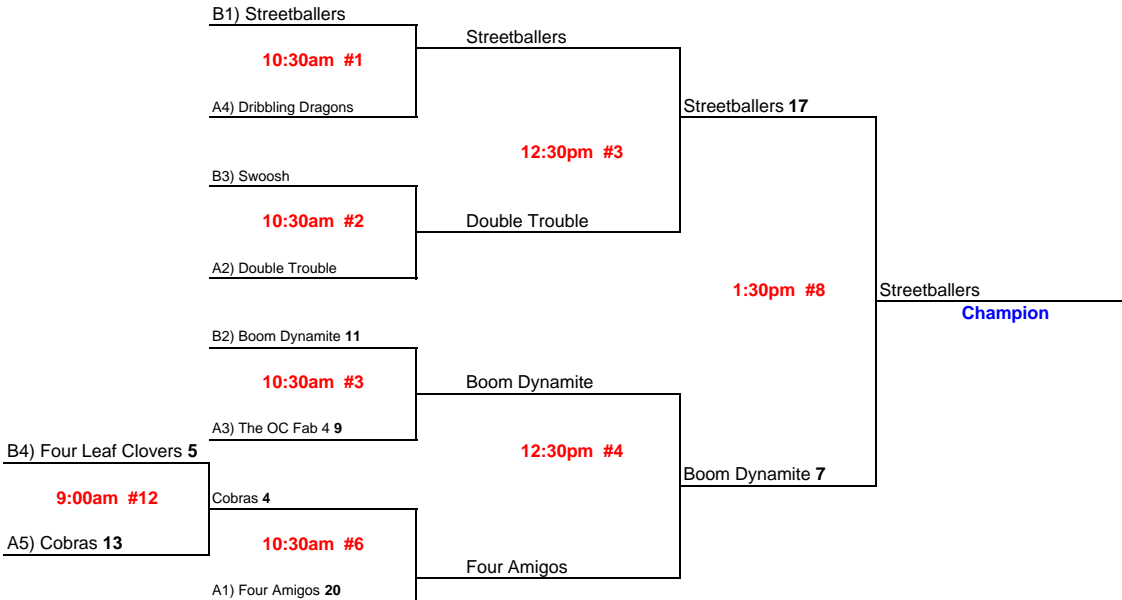 B1) Streetballers
Streetballers
10:30am #1
A4) Dribbling Dragons
Streetballers 17
12:30pm #3
B3) Swoosh
10:30am #2
Double Trouble
A2) Double Trouble
1:30pm #8
Streetballers
Champion
B2) Boom Dynamite 11
10:30am #3
Boom Dynamite
A3) The OC Fab 4 9
B4) Four Leaf Clovers 5
12:30pm #4
Boom Dynamite 7
9:00am #12
Cobras 4
A5) Cobras 13
10:30am #6
Four Amigos
A1) Four Amigos 20